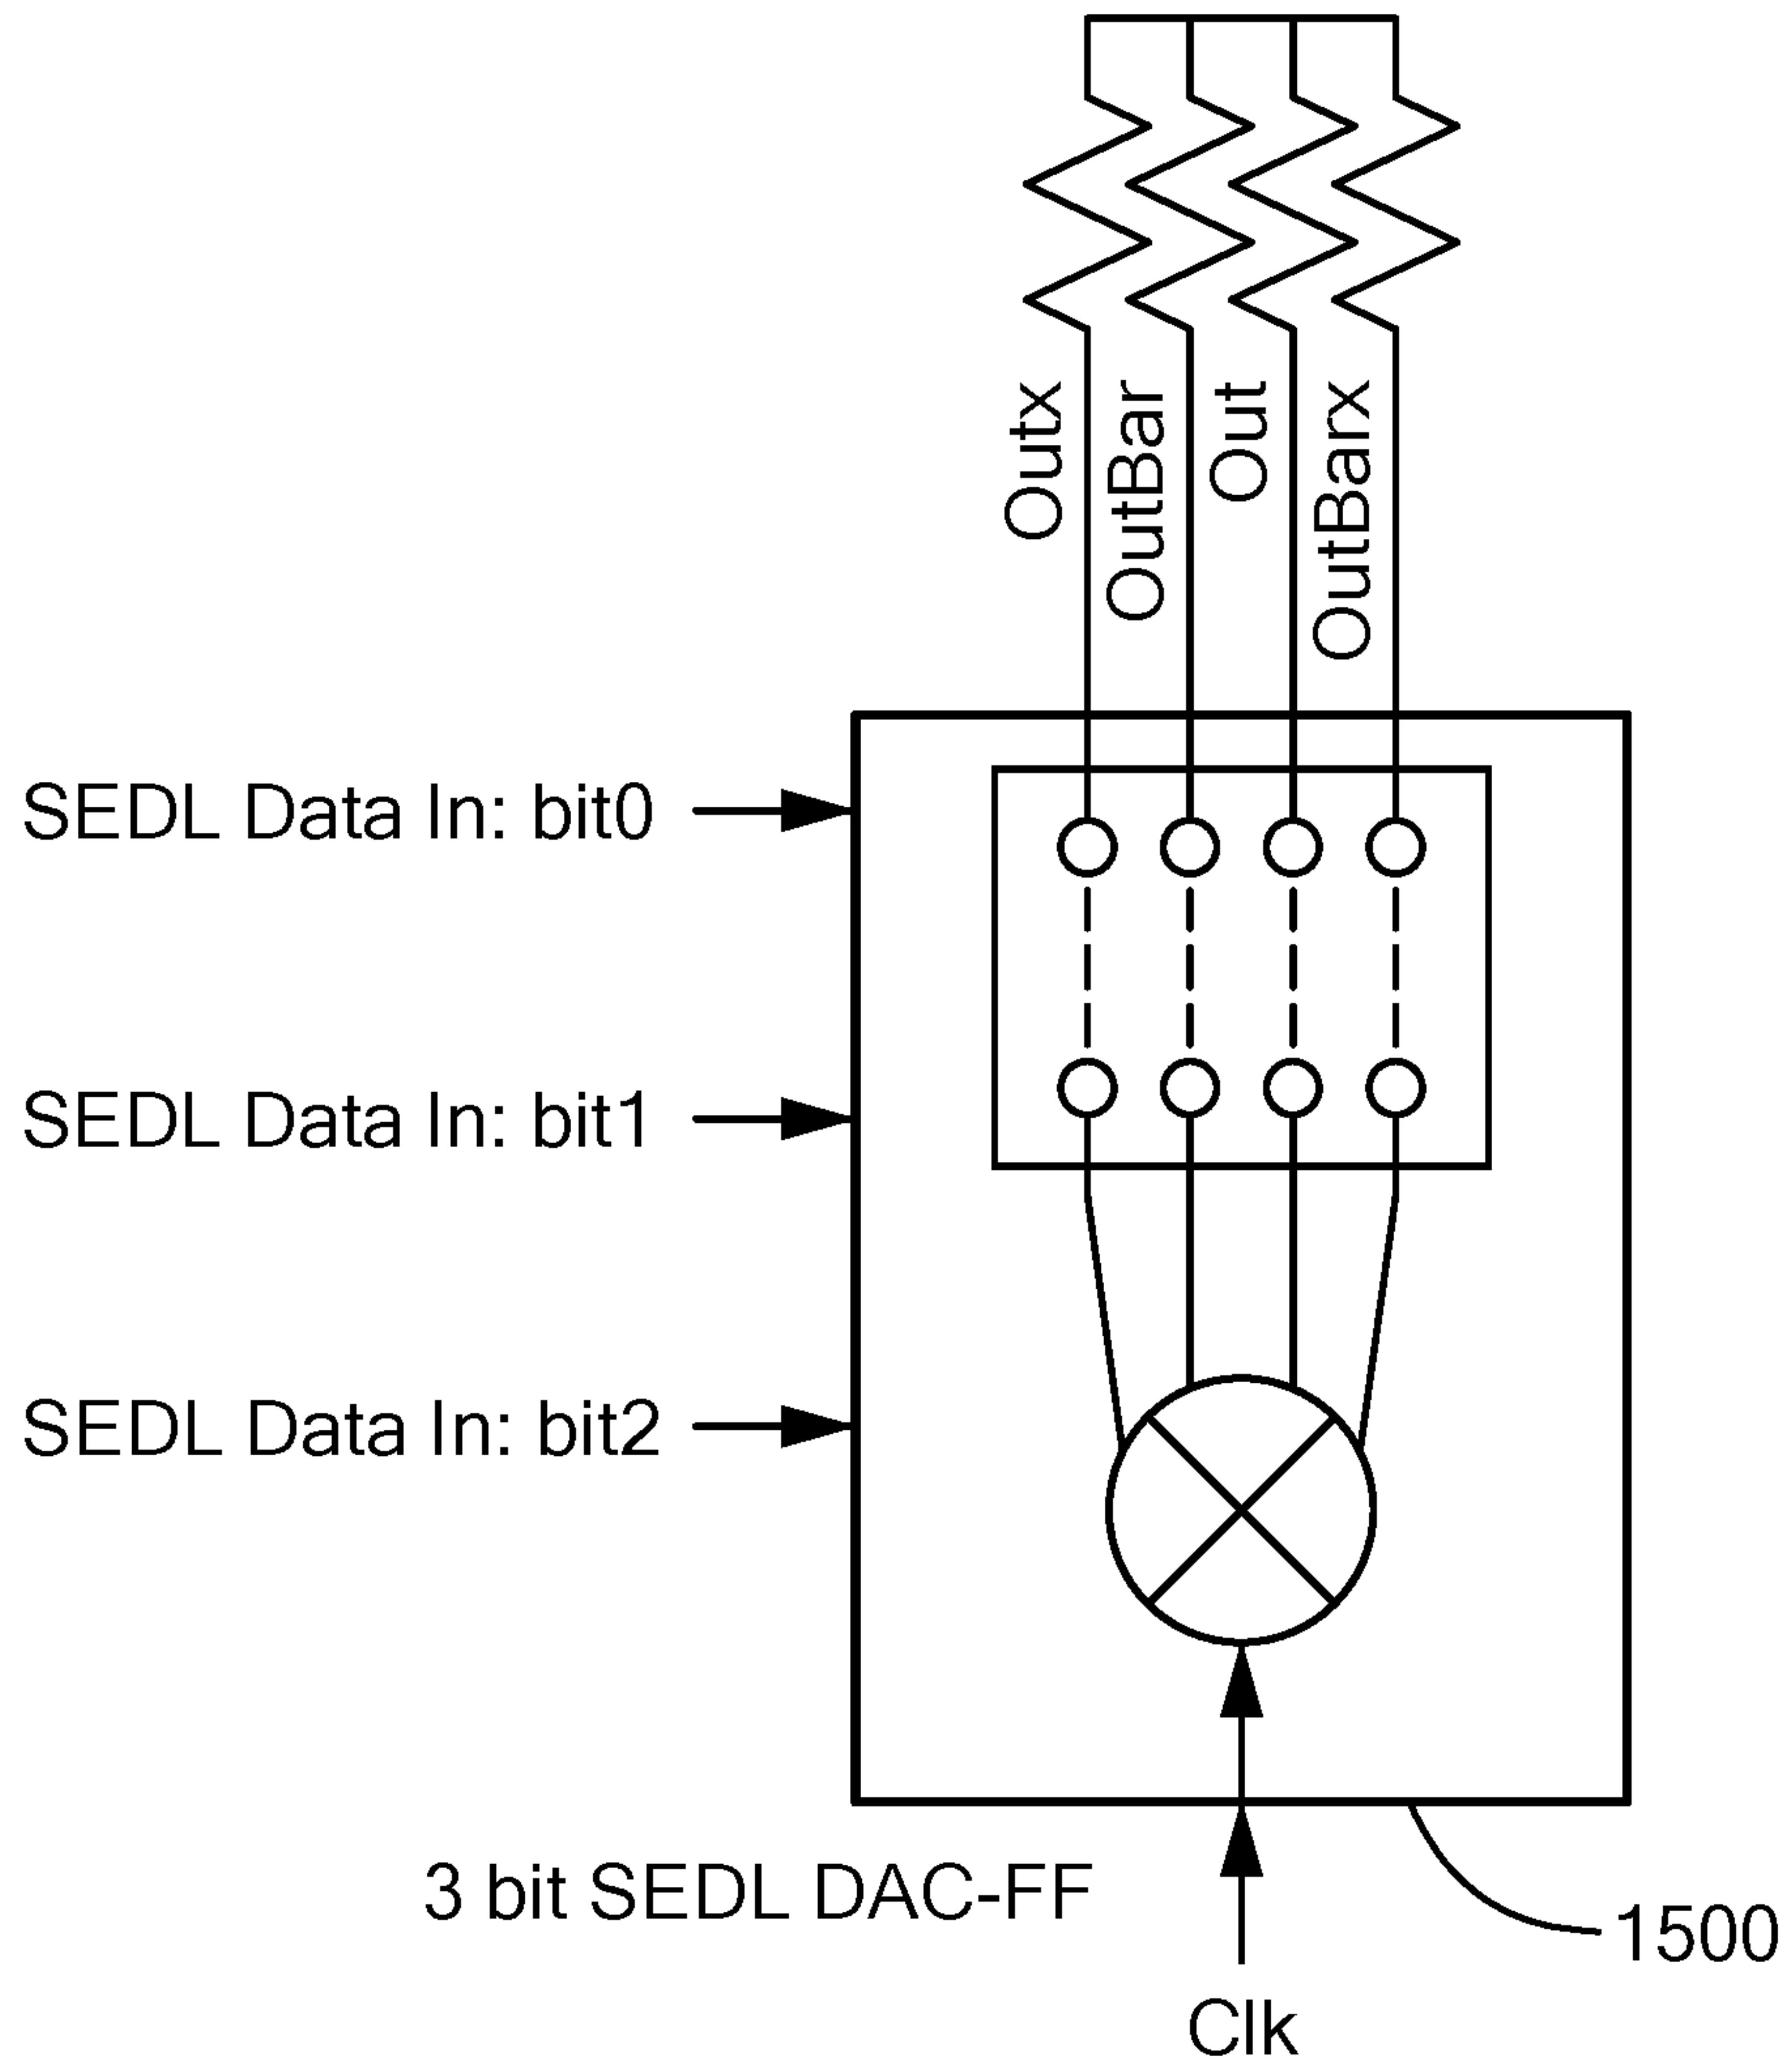 Outx
OutBar
Out
OutBarx
SEDL Data In: bit0
SEDL Data In: bit1
SEDL Data In: bit2
3 bit SEDL DAC-FF
1500
Clk